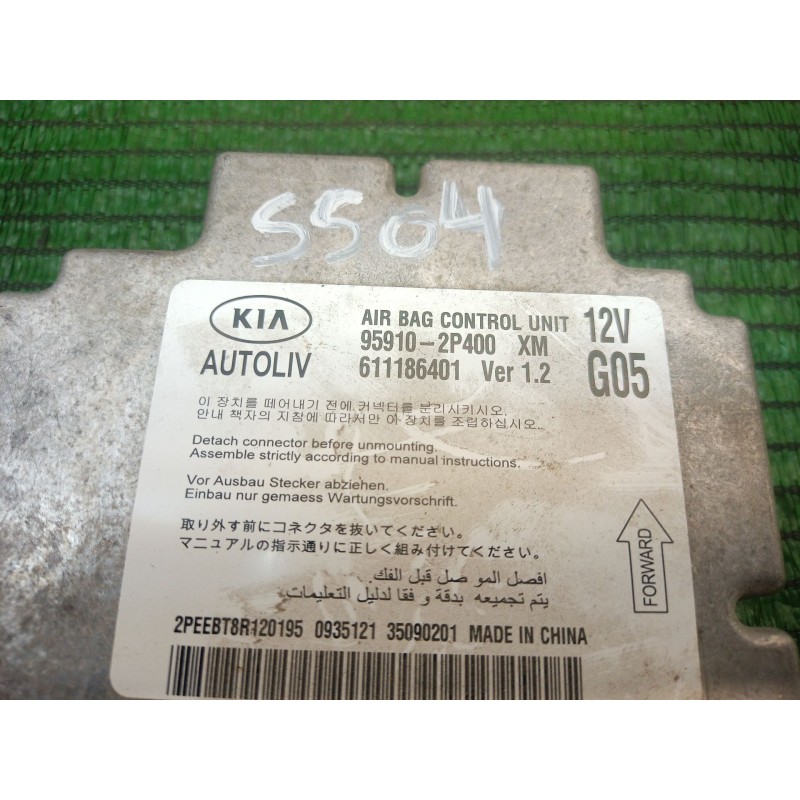 5504
KIA
AUTOLIV
AIR BAG CONTROL UNIT
95910-2P400 XM
611186401 Ver 1.2
12V
G05
이 장치를 떼어내기 전에 커넥터를 분리시키시오.
안내 책자의 지침에 따라서만 이 장치를 조립하십시오.
Detach connector before unmounting.
Assemble strictly according to manual instructions.
Vor Ausbau Stecker abziehen.
Einbau nur gemaess Wartungsvorschrift.
取り外す前にコネクタを抜いてください。
マニュアルの指示通りに正しく組み付けてください。
افصل الموصل قبل الفك.
يتم تجميعه بدقة و فقا لدليل التعليمات.
FORWARD
2PEEBT8R120195 0935121 35090201 MADE IN CHINA